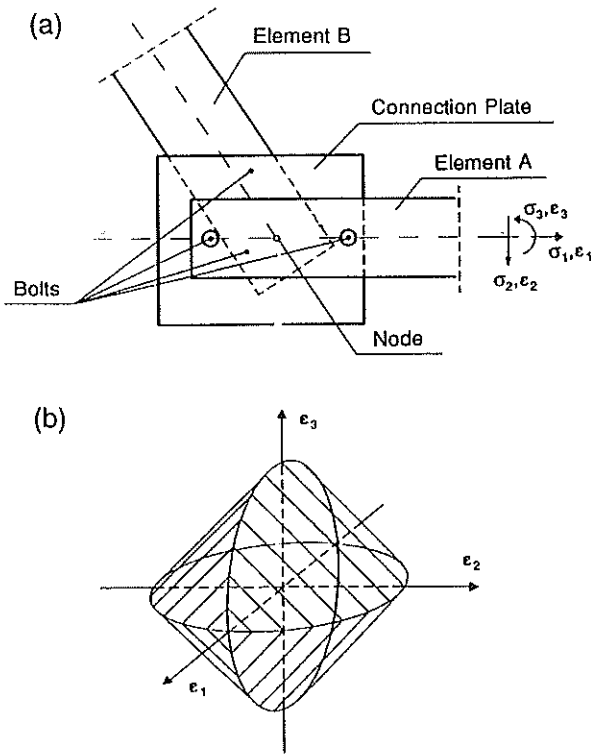 (a)
Element B
Connection Plate
Element A
σ₃,ε₃
σ₁,ε₁
σ₂,ε₂
Bolts
Node
(b)
ε₃
ε₂
ε₁